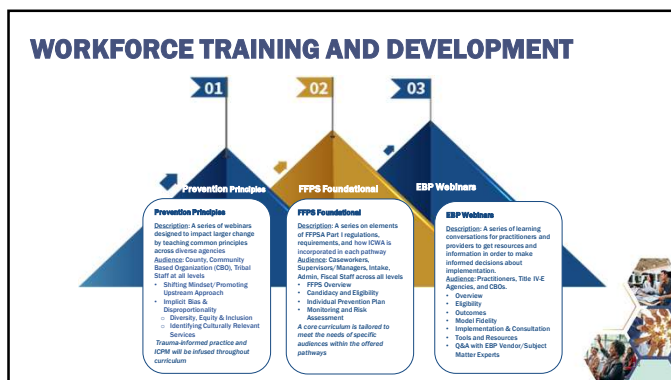 WORKFORCE TRAINING AND DEVELOPMENT
01
02
03
Prevention Principles
FFPS Foundational
EBP Webinars
Prevention Principles
Description: A series of webinars
designed to impact larger change
by teaching common principles
across diverse agencies
Audience: County, Community
Based Organization (CBO), Tribal
Staff at all levels
• Shifting Mindset/Promoting
Upstream Approach
• Implicit Bias &
Disproportionality
o Diversity, Equity & Inclusion
o Identifying Culturally Relevant
Services
Trauma-informed practice and
ICPM will be infused throughout
curriculum
FFPS Foundational
Description: A series on elements
of FFPSA Part I regulations,
requirements, and how ICWA is
incorporated in each pathway
Audience: Caseworkers,
Supervisors/Managers, Intake,
Admin, Fiscal Staff across all levels
• FFPS Overview
• Candidacy and Eligibility
• Individual Prevention Plan
• Monitoring and Risk
Assessment
A core curriculum is tailored to
meet the needs of specific
audiences within the offered
pathways
EBP Webinars
Description: A series of learning
conversations for practitioners and
providers to get resources and
information in order to make
informed decisions about
implementation.
Audience: Practitioners, Title IV-E
Agencies, and CBOs.
• Overview
• Eligibility
• Outcomes
• Model Fidelity
• Implementation & Consultation
• Tools and Resources
• Q&A with EBP Vendor/Subject
Matter Experts